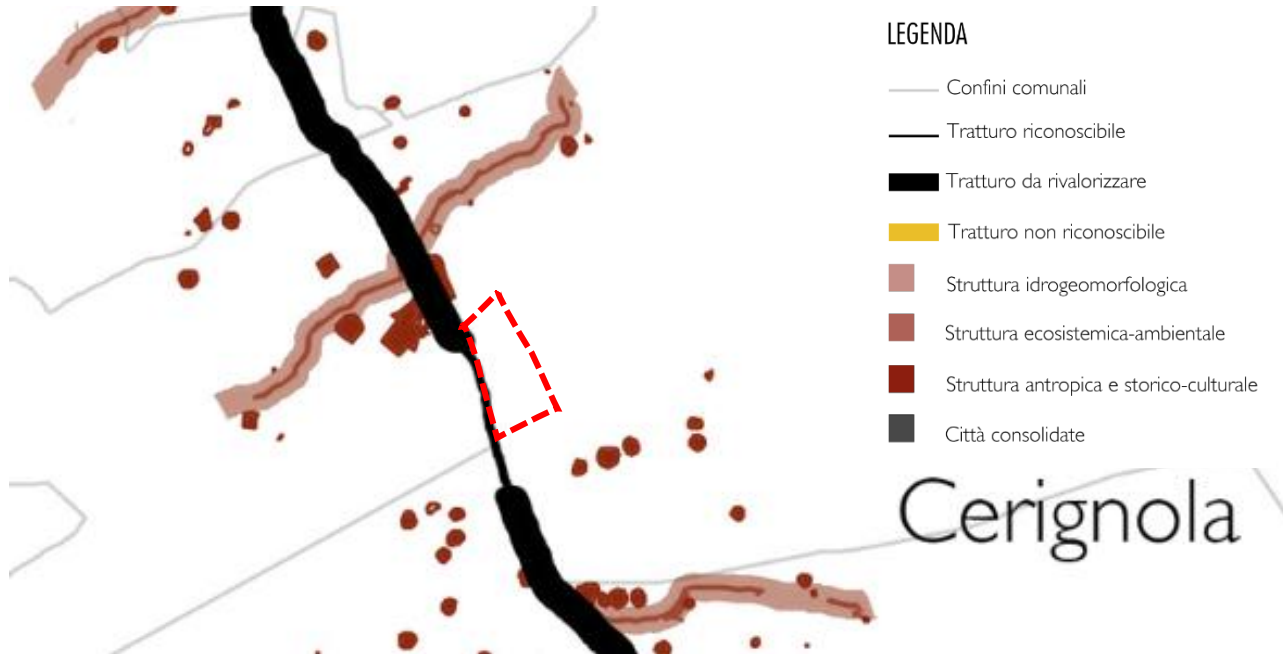 LEGENDA
Confini comunali
Tratturo riconoscibile
Tratturo da rivalorizzare
Tratturo non riconoscibile
Struttura idrogeomorfologica
Struttura ecosistemica-ambientale
Struttura antropica e storico-culturale
Città consolidate
Cerignola